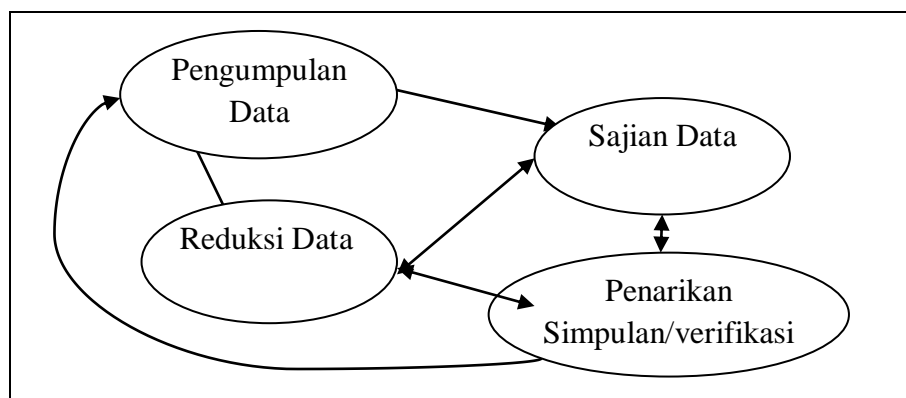 Pengumpulan
Data
Sajian Data
Reduksi Data
Penarikan
Simpulan/verifikasi